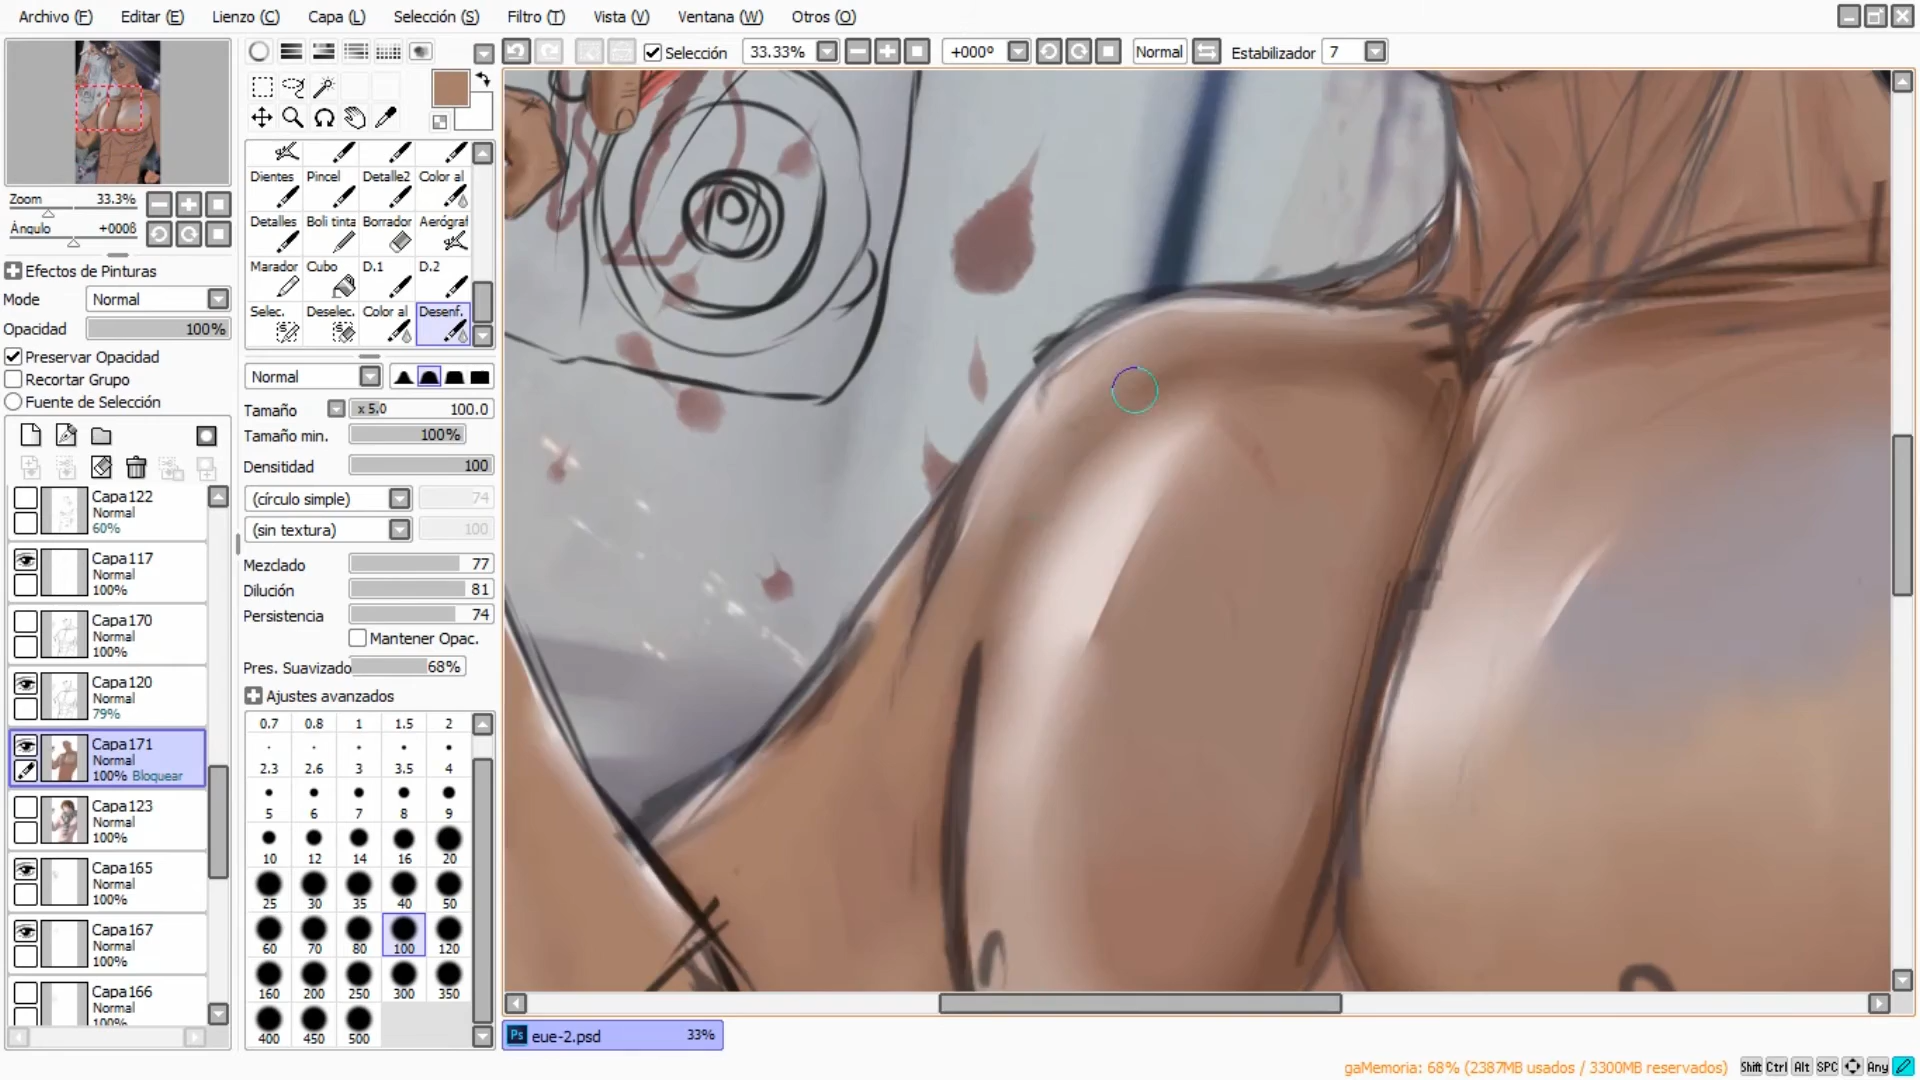 Archivo (F) Editar (E) Lienzo (C) Capa (L) Selección (S) Filtro (T) Vista (V) Ventana (W) Otros (O)
Selección 33.33% +000º Normal Estabilizador 7
Zoom 33.3%
Ángulo +000ß
Efectos de Pinturas
Mode Normal
Opacidad 100%
Preservar Opacidad
Recortar Grupo
Fuente de Selección
Capa122
Normal
60%
Capa117
Normal
100%
Capa170
Normal
100%
Capa120
Normal
79%
Capa171
Normal
100% Bloquear
Capa123
Normal
100%
Capa165
Normal
100%
Capa167
Normal
100%
Capa166
Normal
100%
Dientes Pincel Detalle2 Color al
Detalles Boli tinta Borrador Aerógraf
Marador Cubo D.1 D.2
Selec. Deselec. Color al Desenf.
Normal
Tamaño x 5.0 100.0
Tamaño min. 100%
Densitidad 100
(círculo simple) 74
(sin textura) 100
Mezclado 77
Dilución 81
Persistencia 74
Mantener Opac.
Pres. Suavizado 68%
Ajustes avanzados
0.7 0.8 1 1.5 2
2.3 2.6 3 3.5 4
5 6 7 8 9
10 12 14 16 20
25 30 35 40 50
60 70 80 100 120
160 200 250 300 350
400 450 500
Ps eue-2.psd 33%
gaMemoria: 68% (2387MB usados / 3300MB reservados) Shift Ctrl Alt SPC Any